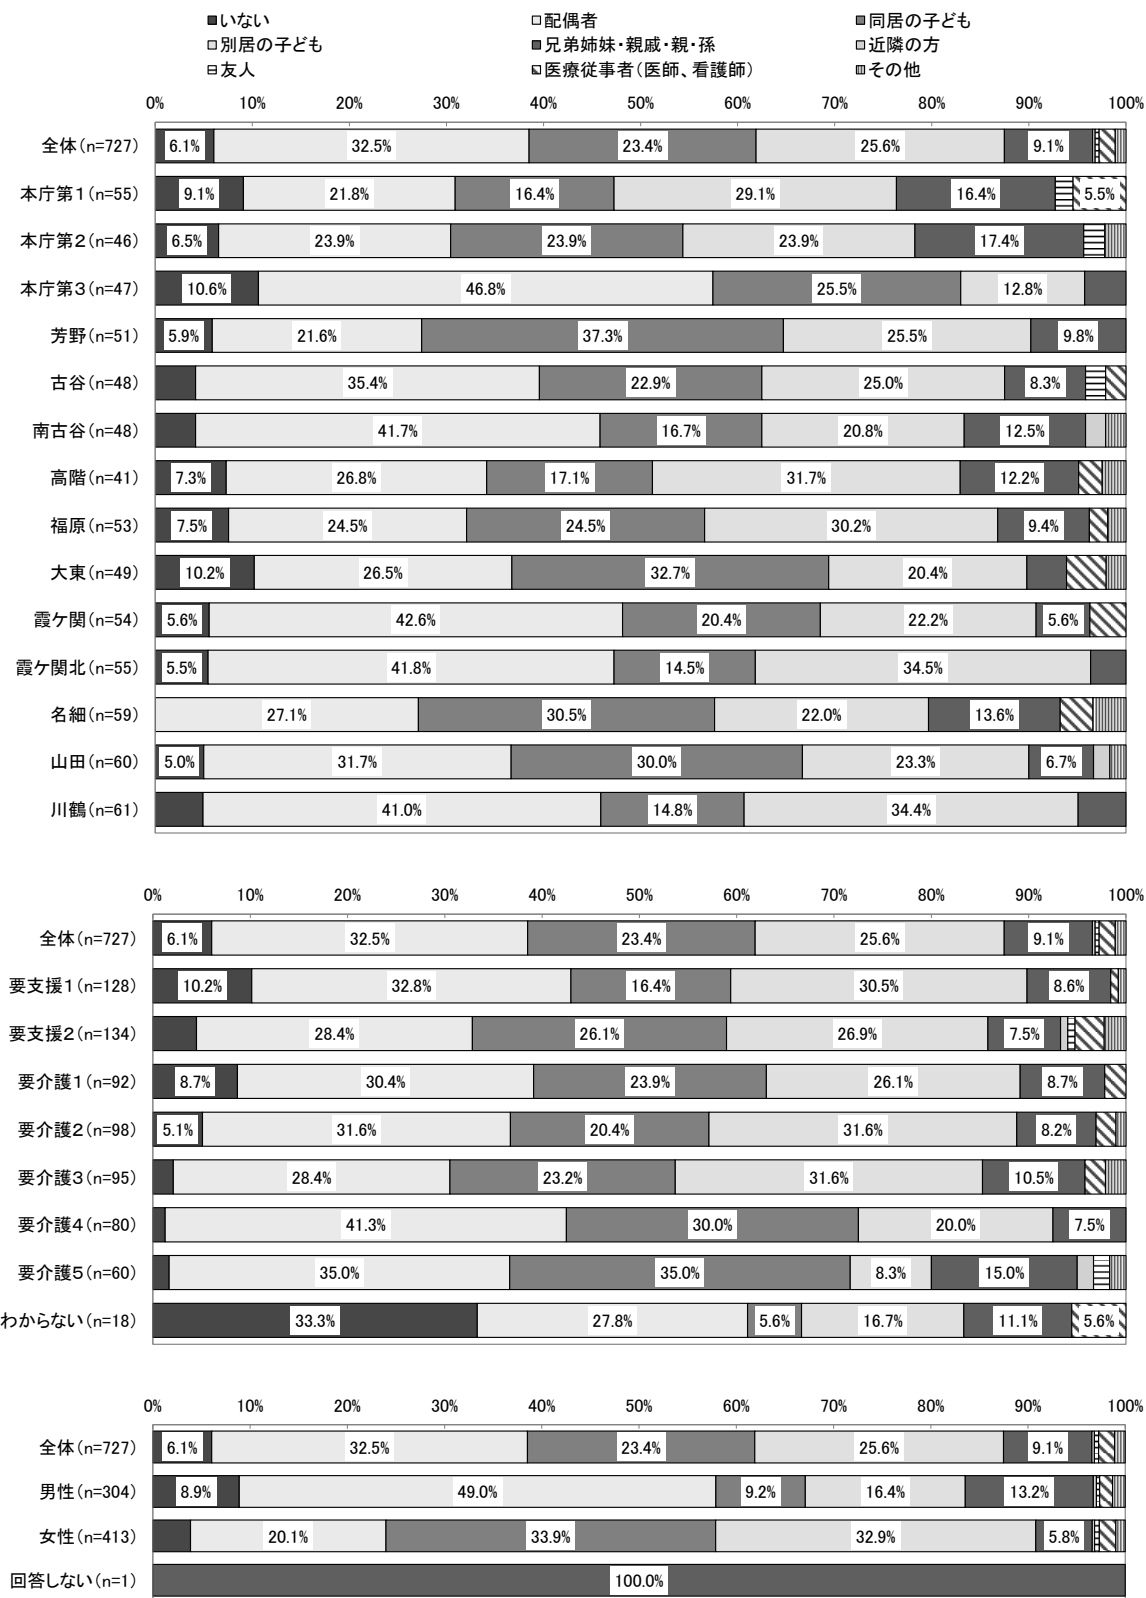 ■いない □配偶者 ■同居の子ども
□別居の子ども ■兄弟姉妹・親戚・親・孫 □近隣の方
友人 医療従事者（医師、看護師） その他
0% 10% 20% 30% 40% 50% 60% 70% 80% 90% 100%
全体（n=727） 6.1% 32.5% 23.4% 25.6% 9.1%
本庁第１（n=55） 9.1% 21.8% 16.4% 29.1% 16.4% 5.5%
本庁第２（n=46） 6.5% 23.9% 23.9% 23.9% 17.4%
本庁第３（n=47） 10.6% 46.8% 25.5% 12.8%
芳野（n=51） 5.9% 21.6% 37.3% 25.5% 9.8%
古谷（n=48） 35.4% 22.9% 25.0% 8.3%
南古谷（n=48） 41.7% 16.7% 20.8% 12.5%
高階（n=41） 7.3% 26.8% 17.1% 31.7% 12.2%
福原（n=53） 7.5% 24.5% 24.5% 30.2% 9.4%
大東（n=49） 10.2% 26.5% 32.7% 20.4%
霞ケ関（n=54） 5.6% 42.6% 20.4% 22.2% 5.6%
霞ケ関北（n=55） 5.5% 41.8% 14.5% 34.5%
名細（n=59） 27.1% 30.5% 22.0% 13.6%
山田（n=60） 5.0% 31.7% 30.0% 23.3% 6.7%
川鶴（n=61） 41.0% 14.8% 34.4%
0% 10% 20% 30% 40% 50% 60% 70% 80% 90% 100%
全体（n=727） 6.1% 32.5% 23.4% 25.6% 9.1%
要支援１（n=128） 10.2% 32.8% 16.4% 30.5% 8.6%
要支援２（n=134） 28.4% 26.1% 26.9% 7.5%
要介護１（n=92） 8.7% 30.4% 23.9% 26.1% 8.7%
要介護２（n=98） 5.1% 31.6% 20.4% 31.6% 8.2%
要介護３（n=95） 28.4% 23.2% 31.6% 10.5%
要介護４（n=80） 41.3% 30.0% 20.0% 7.5%
要介護５（n=60） 35.0% 35.0% 8.3% 15.0%
わからない（n=18） 33.3% 27.8% 5.6% 16.7% 11.1% 5.6%
0% 10% 20% 30% 40% 50% 60% 70% 80% 90% 100%
全体（n=727） 6.1% 32.5% 23.4% 25.6% 9.1%
男性（n=304） 8.9% 49.0% 9.2% 16.4% 13.2%
女性（n=413） 20.1% 33.9% 32.9% 5.8%
回答しない（n=1） 100.0%